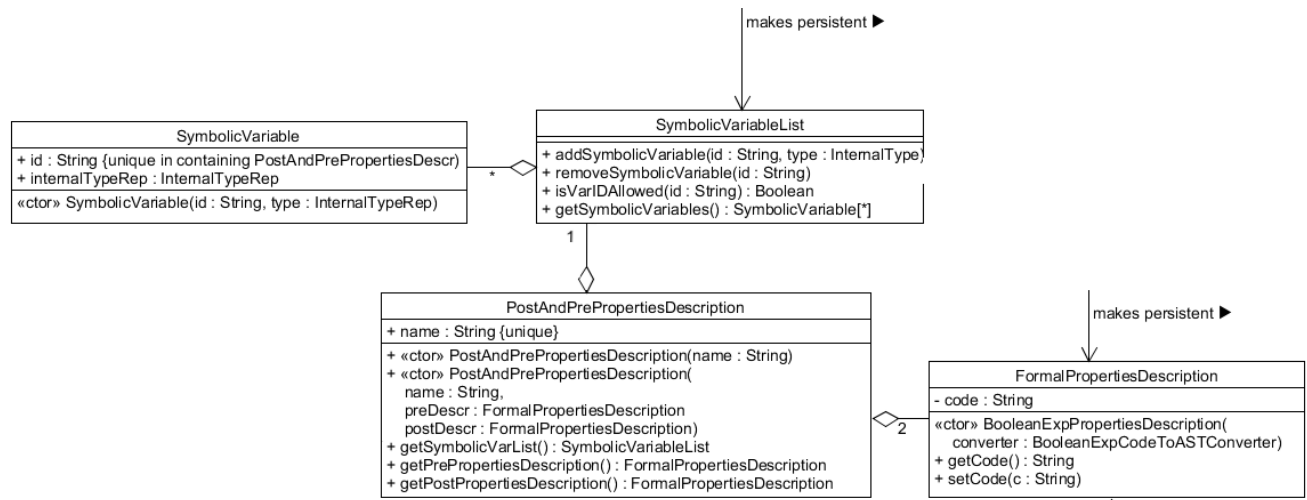 makes persistent ▶
SymbolicVariable
+ id : String {unique in containing PostAndPrePropertiesDescr)
+ internalTypeRep : InternalTypeRep
«ctor» SymbolicVariable(id : String, type : InternalTypeRep)
*
SymbolicVariableList
+ addSymbolicVariable(id : String, type : InternalType)
+ removeSymbolicVariable(id : String)
+ isVarIDAllowed(id : String) : Boolean
+ getSymbolicVariables() : SymbolicVariable[*]
1
PostAndPrePropertiesDescription
+ name : String {unique}
+ «ctor» PostAndPrePropertiesDescription(name : String)
+ «ctor» PostAndPrePropertiesDescription(
name : String,
preDescr : FormalPropertiesDescription
postDescr : FormalPropertiesDescription)
+ getSymbolicVarList() : SymbolicVariableList
+ getPrePropertiesDescription() : FormalPropertiesDescription
+ getPostPropertiesDescription() : FormalPropertiesDescription
2
makes persistent ▶
FormalPropertiesDescription
- code : String
«ctor» BooleanExpPropertiesDescription(
converter : BooleanExpCodeToASTConverter)
+ getCode() : String
+ setCode(c : String)